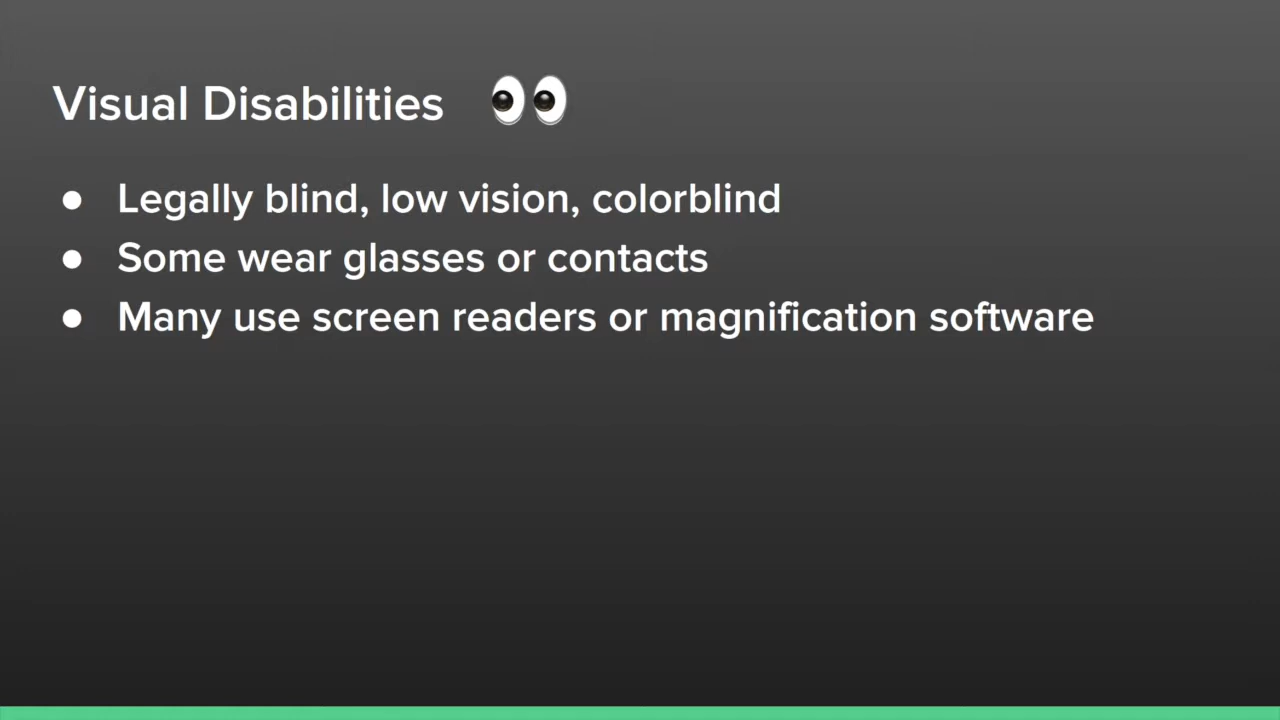 Visual Disabilities 👀
● Legally blind, low vision, colorblind
● Some wear glasses or contacts
● Many use screen readers or magnification software